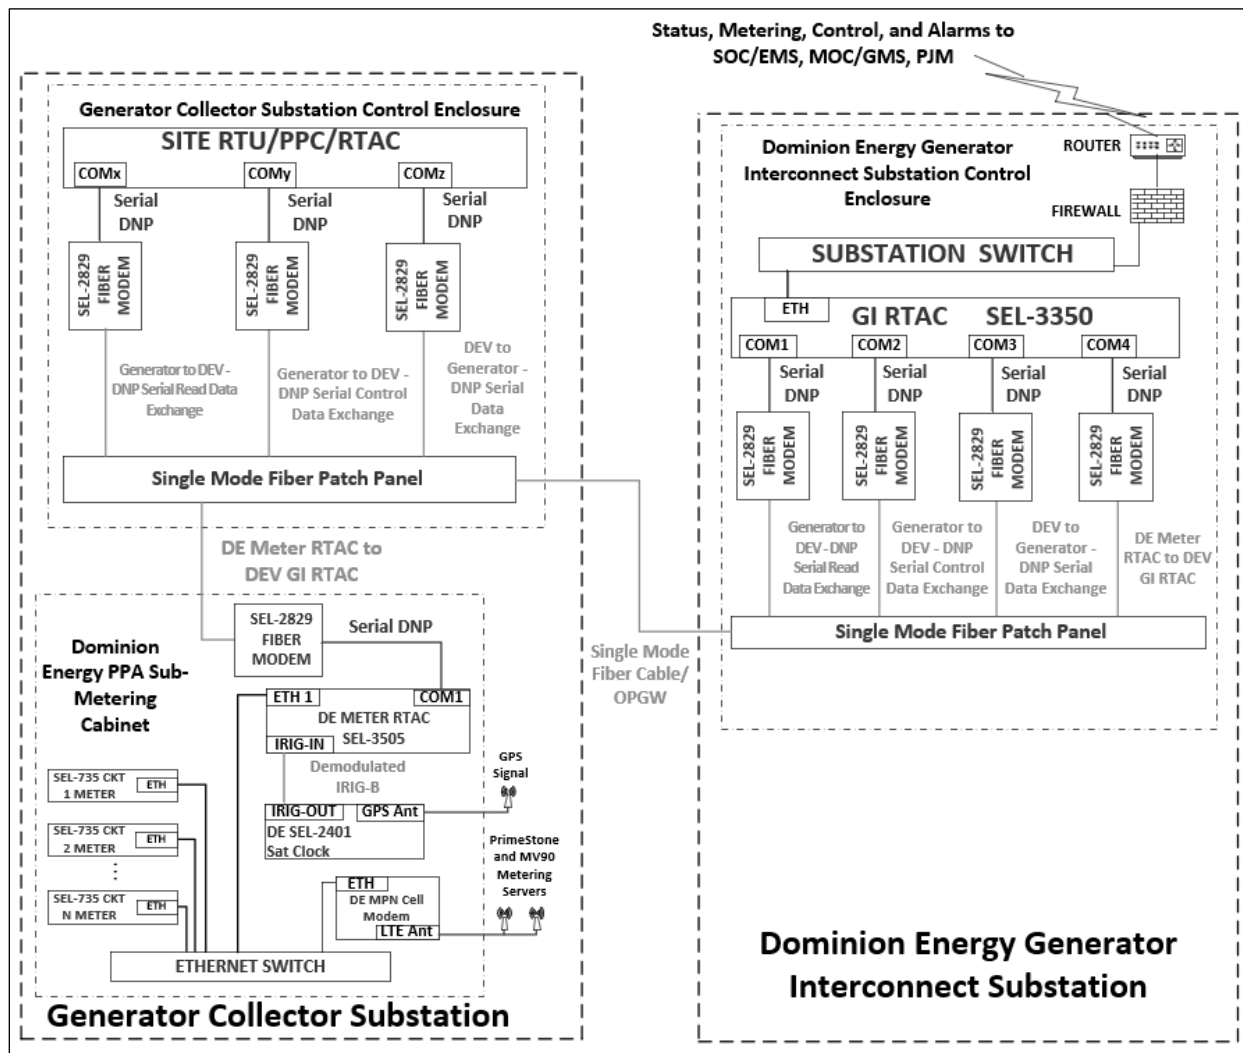 Status, Metering, Control, and Alarms to
SOC/EMS, MOC/GMS, PJM
Generator Collector Substation Control Enclosure
SITE RTU/PPC/RTAC
COMx
COMy
COMz
Serial
DNP
Serial
DNP
Serial
DNP
SEL-2829
FIBER
MODEM
SEL-2829
FIBER
MODEM
SEL-2829
FIBER
MODEM
Generator to DEV -
DNP Serial Read Data
Exchange
Generator to DEV -
DNP Serial Control
Data Exchange
DEV to
Generator -
DNP Serial
Data
Exchange
Single Mode Fiber Patch Panel
DE Meter RTAC to
DEV GI RTAC
Dominion
Energy PPA Sub-
Metering
Cabinet
SEL-2829
FIBER
MODEM
Serial DNP
ETH 1
COM1
DE METER RTAC
SEL-3505
IRIG-IN
Demodulated
IRIG-B
IRIG-OUT
GPS Ant
DE SEL-2401
Sat Clock
GPS
Signal
SEL-735 CKT
1 METER
ETH
SEL-735 CKT
2 METER
ETH
...
SEL-735 CKT
N METER
ETH
PrimeStone
and MV90
Metering
Servers
ETH
DE MPN Cell
Modem
LTE Ant
ETHERNET SWITCH
Generator Collector Substation
Single Mode
Fiber Cable/
OPGW
Dominion Energy Generator
Interconnect Substation Control
Enclosure
ROUTER
FIREWALL
SUBSTATION SWITCH
ETH
GI RTAC SEL-3350
COM1
COM2
COM3
COM4
Serial
DNP
Serial
DNP
Serial
DNP
Serial
DNP
SEL-2829
FIBER
MODEM
SEL-2829
FIBER
MODEM
SEL-2829
FIBER
MODEM
SEL-2829
FIBER
MODEM
Generator to
DEV - DNP
Serial Read
Data Exchange
Generator to
DEV - DNP
Serial Control
Data Exchange
DEV to
Generator -
DNP Serial
Data Exchange
DE Meter
RTAC to DEV
GI RTAC
Single Mode Fiber Patch Panel
Dominion Energy Generator
Interconnect Substation